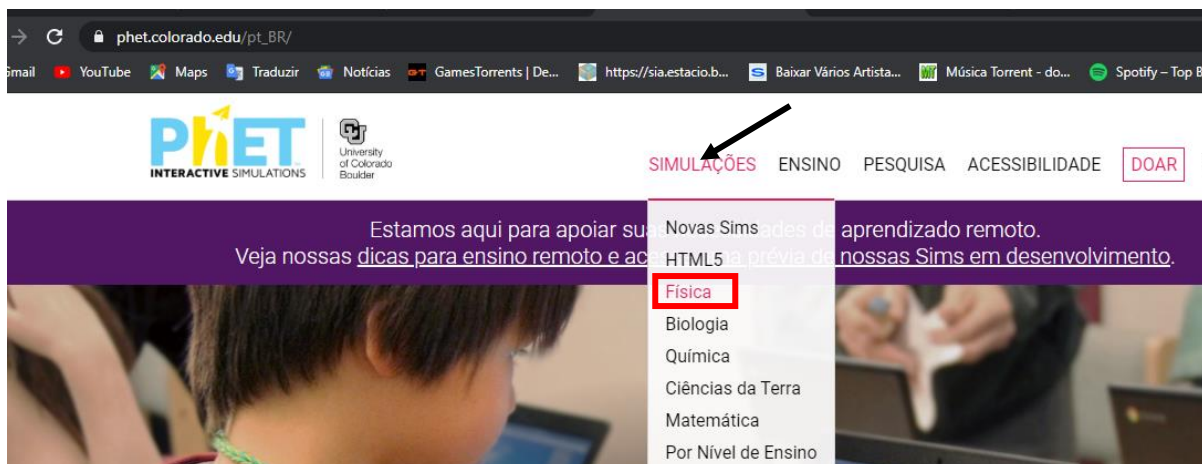 phet.colorado.edu/pt_BR/
Gmail YouTube Maps Traduzir Notícias GamesTorrents | De... https://sia.estacio.b... Baixar Vários Artista... Música Torrent - do... Spotify – Top B
PhET
INTERACTIVE SIMULATIONS
University
of Colorado
Boulder
SIMULAÇÕES ENSINO PESQUISA ACESSIBILIDADE DOAR
Estamos aqui para apoiar suas de aprendizado remoto.
Veja nossas dicas para ensino remoto e prévia de nossas Sims em desenvolvimento.
Novas Sims
HTML5
Física
Biologia
Química
Ciências da Terra
Matemática
Por Nível de Ensino